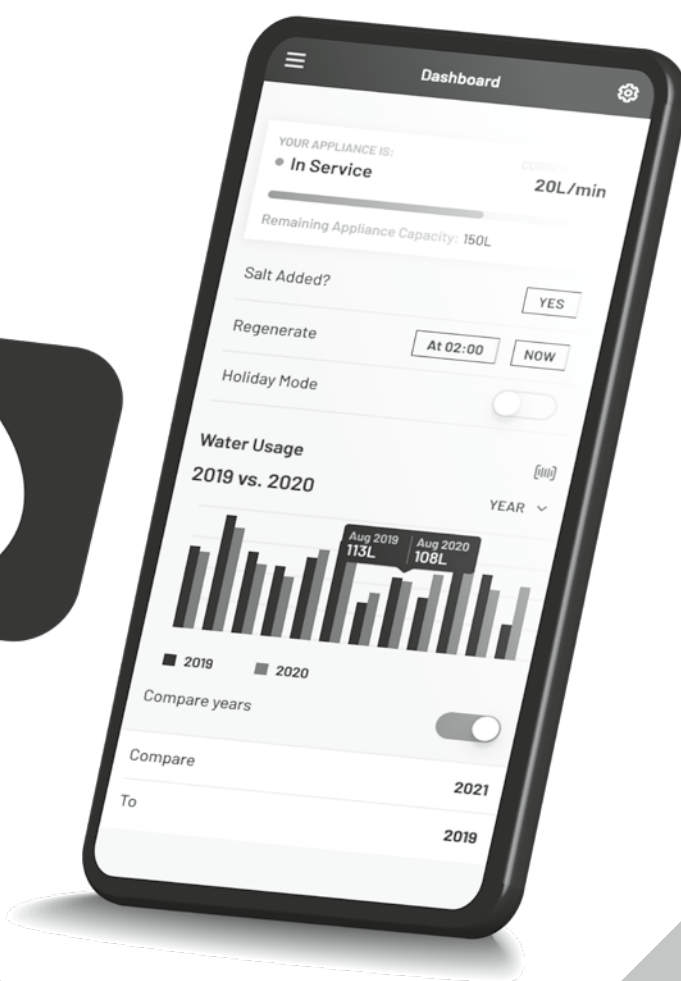 Dashboard
YOUR APPLIANCE IS:
In Service
20L/min
Remaining Appliance Capacity: 150L
Salt Added?
YES
Regenerate
At 02:00
NOW
Holiday Mode
Water Usage
2019 vs. 2020
YEAR
Aug 2019 Aug 2020
113L 108L
2019 2020
Compare years
Compare 2021
To 2019